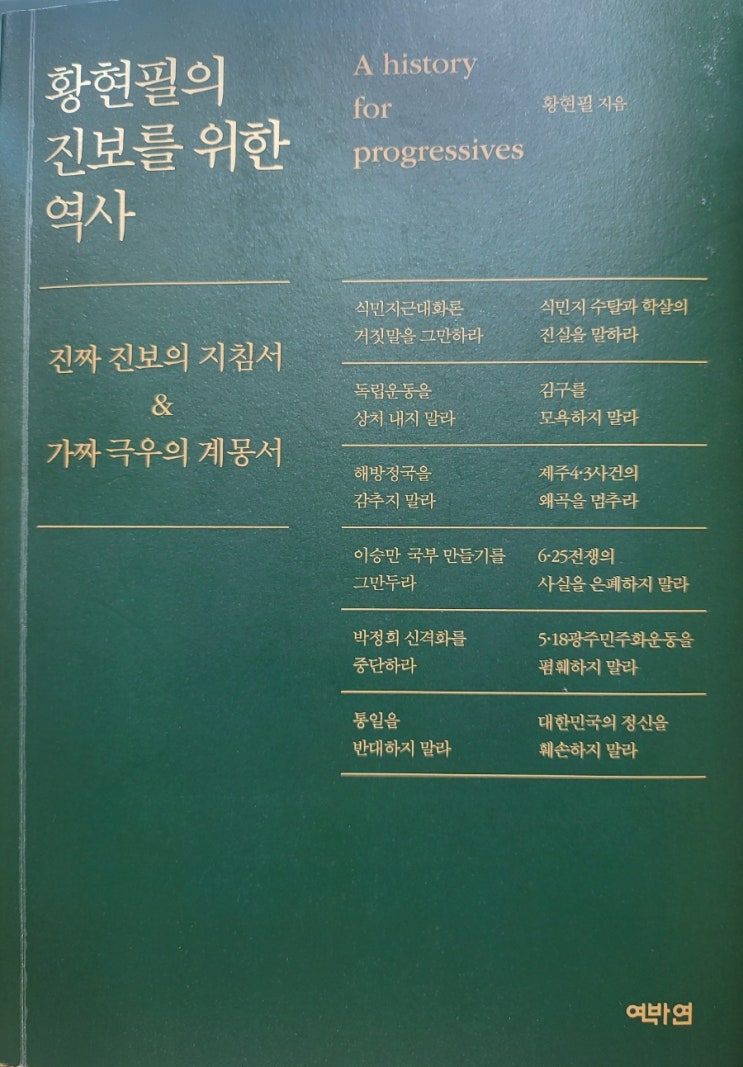 황현필의
진보를 위한
역사
A history
for
progressives
황현필 지음
진짜 진보의 지침서
&
가짜 극우의 계몽서
식민지근대화론
거짓말을 그만하라
식민지 수탈과 학살의
진실을 말하라
독립운동을
상처 내지 말라
김구를
모욕하지 말라
해방정국을
감추지 말라
제주4·3사건의
왜곡을 멈추라
이승만 국부 만들기를
그만두라
6·25전쟁의
사실을 은폐하지 말라
박정희 신격화를
중단하라
5·18광주민주화운동을
폄훼하지 말라
통일을
반대하지 말라
대한민국의 정신을
훼손하지 말라
역바연